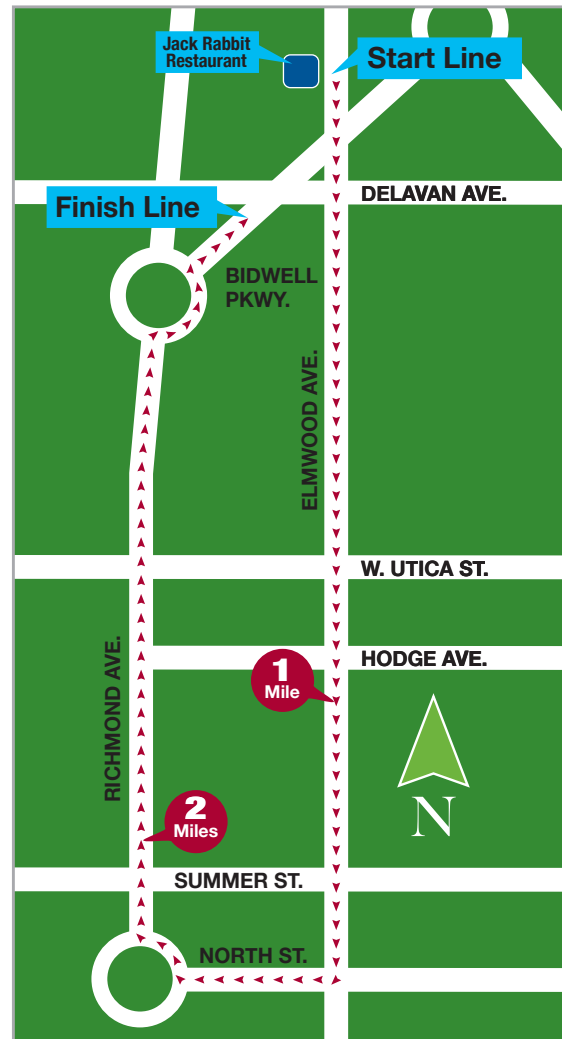 Jack Rabbit
Restaurant
Start Line
DELAVAN AVE.
Finish Line
BIDWELL
PKWY.
ELMWOOD AVE.
W. UTICA ST.
HODGE AVE.
1
Mile
RICHMOND AVE.
2
Miles
N
SUMMER ST.
NORTH ST.